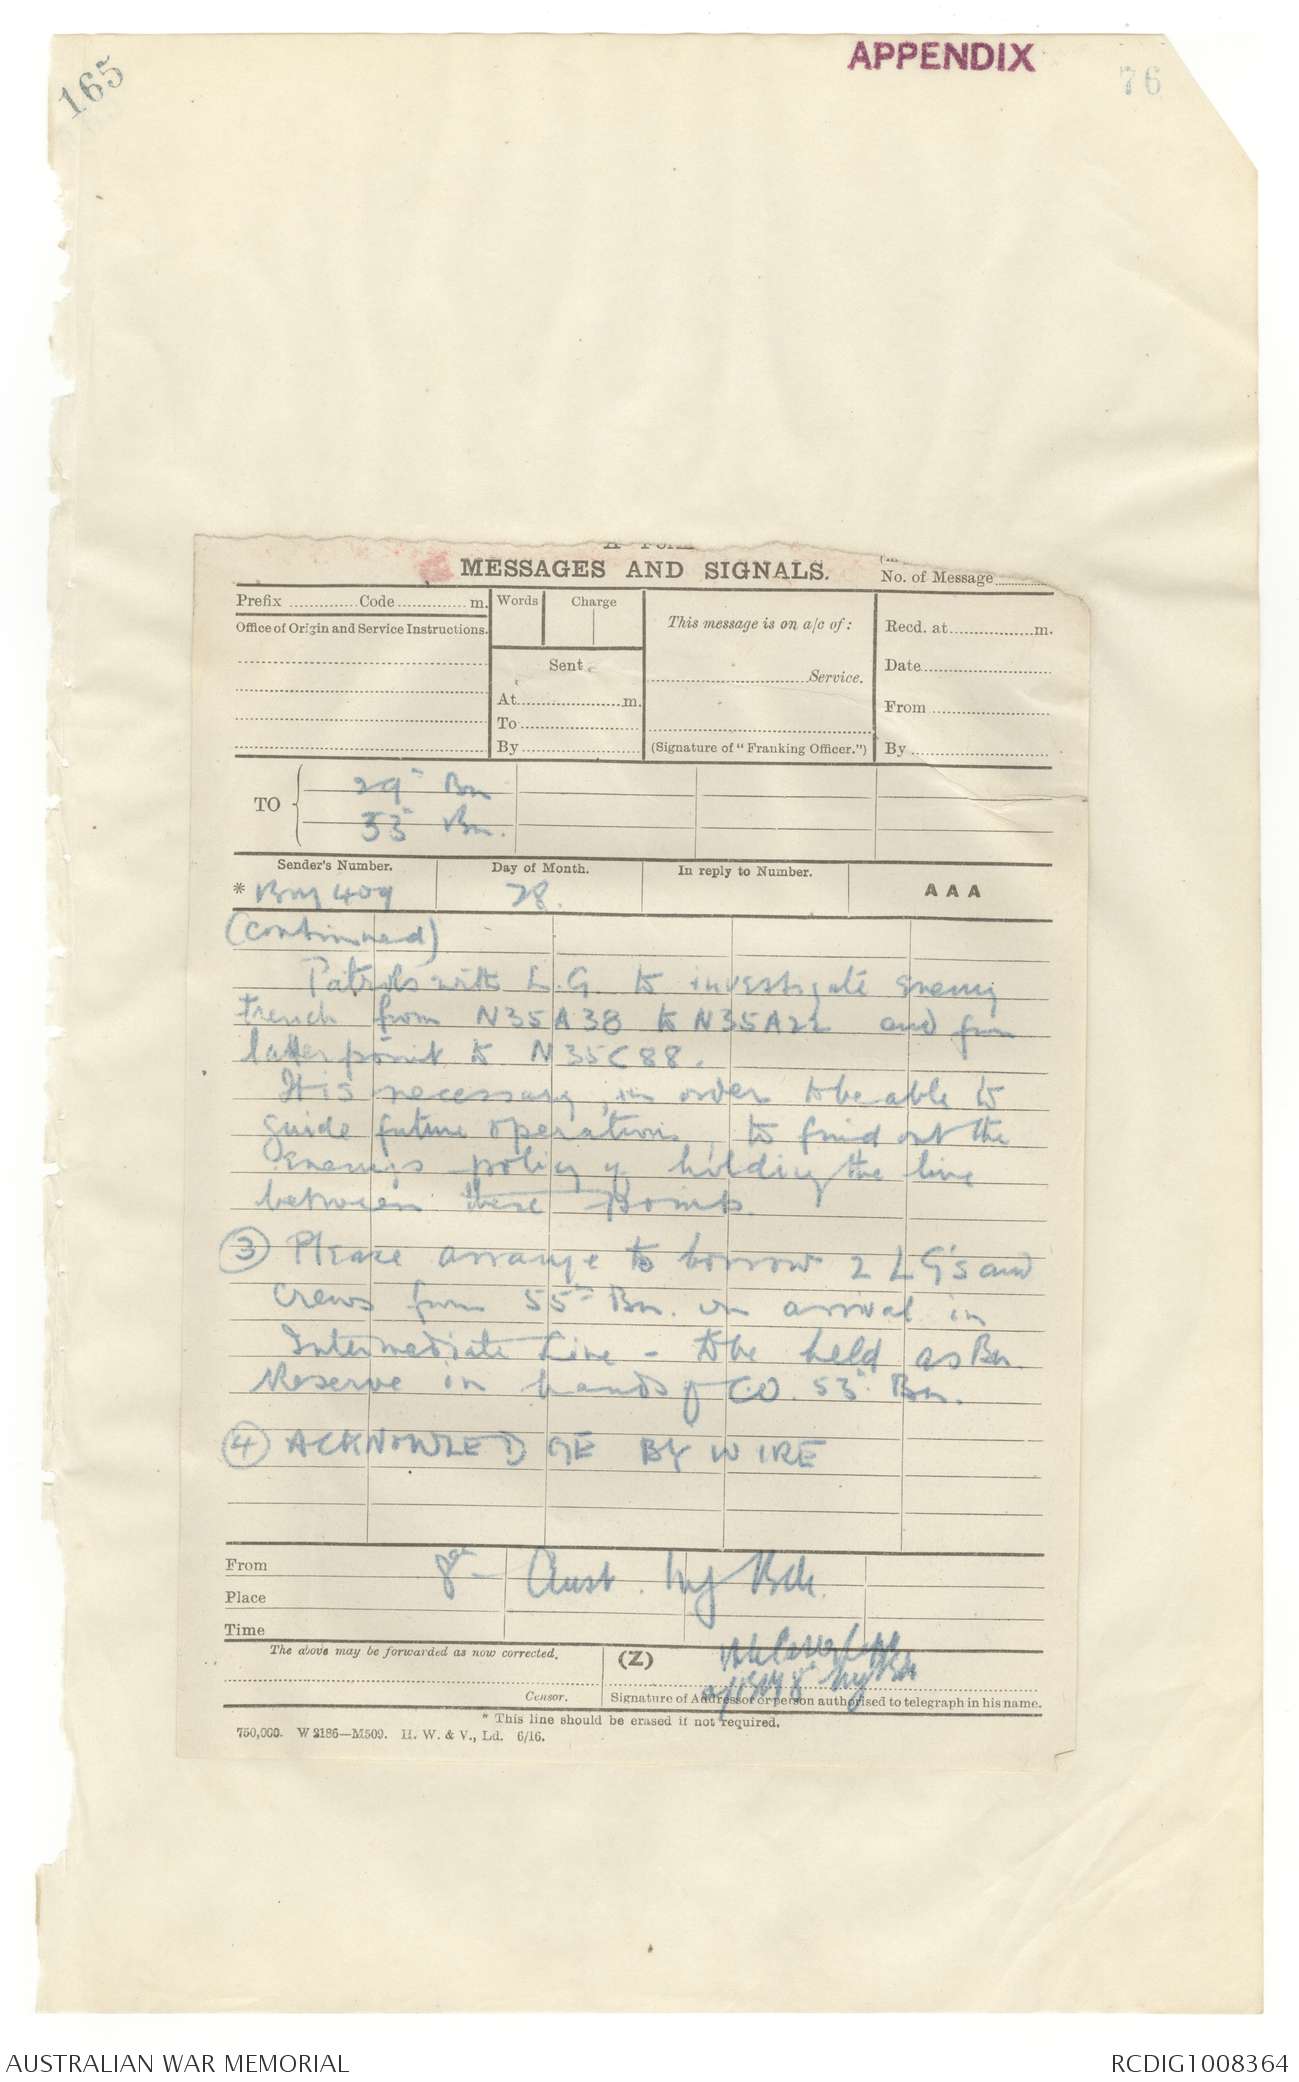 165
APPENDIX
76
MESSAGES AND SIGNALS.
No. of Message
Prefix Code m.
Words Charge
This message is on a/c of:
Recd. at m.
Office of Origin and Service Instructions.
Sent
Service.
Date
At m.
To
From
By
(Signature of "Franking Officer.")
By
TO
29th Bn
53rd Bn.
Sender's Number.
Day of Month.
In reply to Number.
AAA
* BM 409
28.
(continued)
Patrols with L.G. to investigate enemy
trench from N35A38 to N35A22 and from
latter point to N35C88.
It is necessary, in order to be able to
guide future operations, to find out the
enemys policy of holding the line
between these points.
(3) Please arrange to borrow 2 LG's and
crews from 55th Bn. on arrival in
Intermediate Line - to be held as Bn.
Reserve in hands of C.O. 53rd Bn.
(4) ACKNOWLEDGE BY WIRE
From
8th Aust. Inf Bde.
Place
Time
The above may be forwarded as now corrected.
(Z)
Capt
a/BM 8th Inf Bde
Censor.
Signature of Addressor or person authorised to telegraph in his name.
* This line should be erased if not required.
750,000. W 2186—M509. H. W. & V., Ld. 6/16.
AUSTRALIAN WAR MEMORIAL
RCDIG1008364